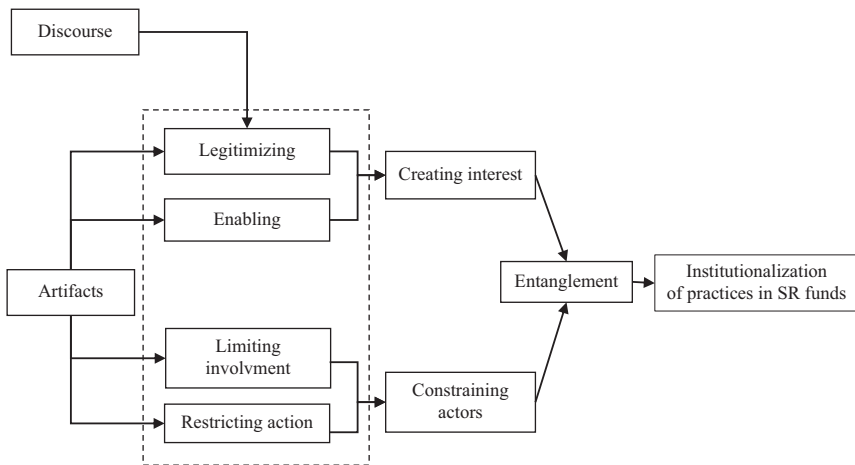 Discourse
Legitimizing
Creating interest
Enabling
Artifacts
Entanglement
Institutionalization
of practices in SR funds
Limiting
involvment
Constraining
actors
Restricting action